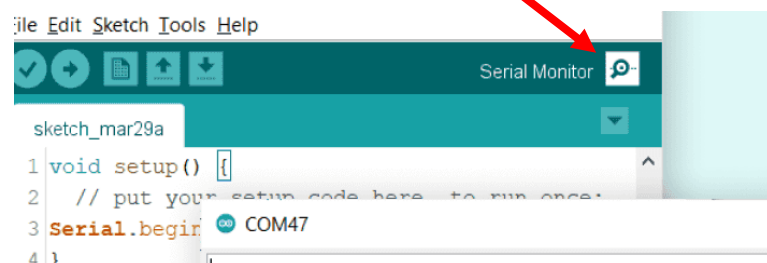 File Edit Sketch Tools Help
Serial Monitor
sketch_mar29a
1 void setup() {
2 // put your setup code here, to run once:
3 Serial.begin
COM47
4 }